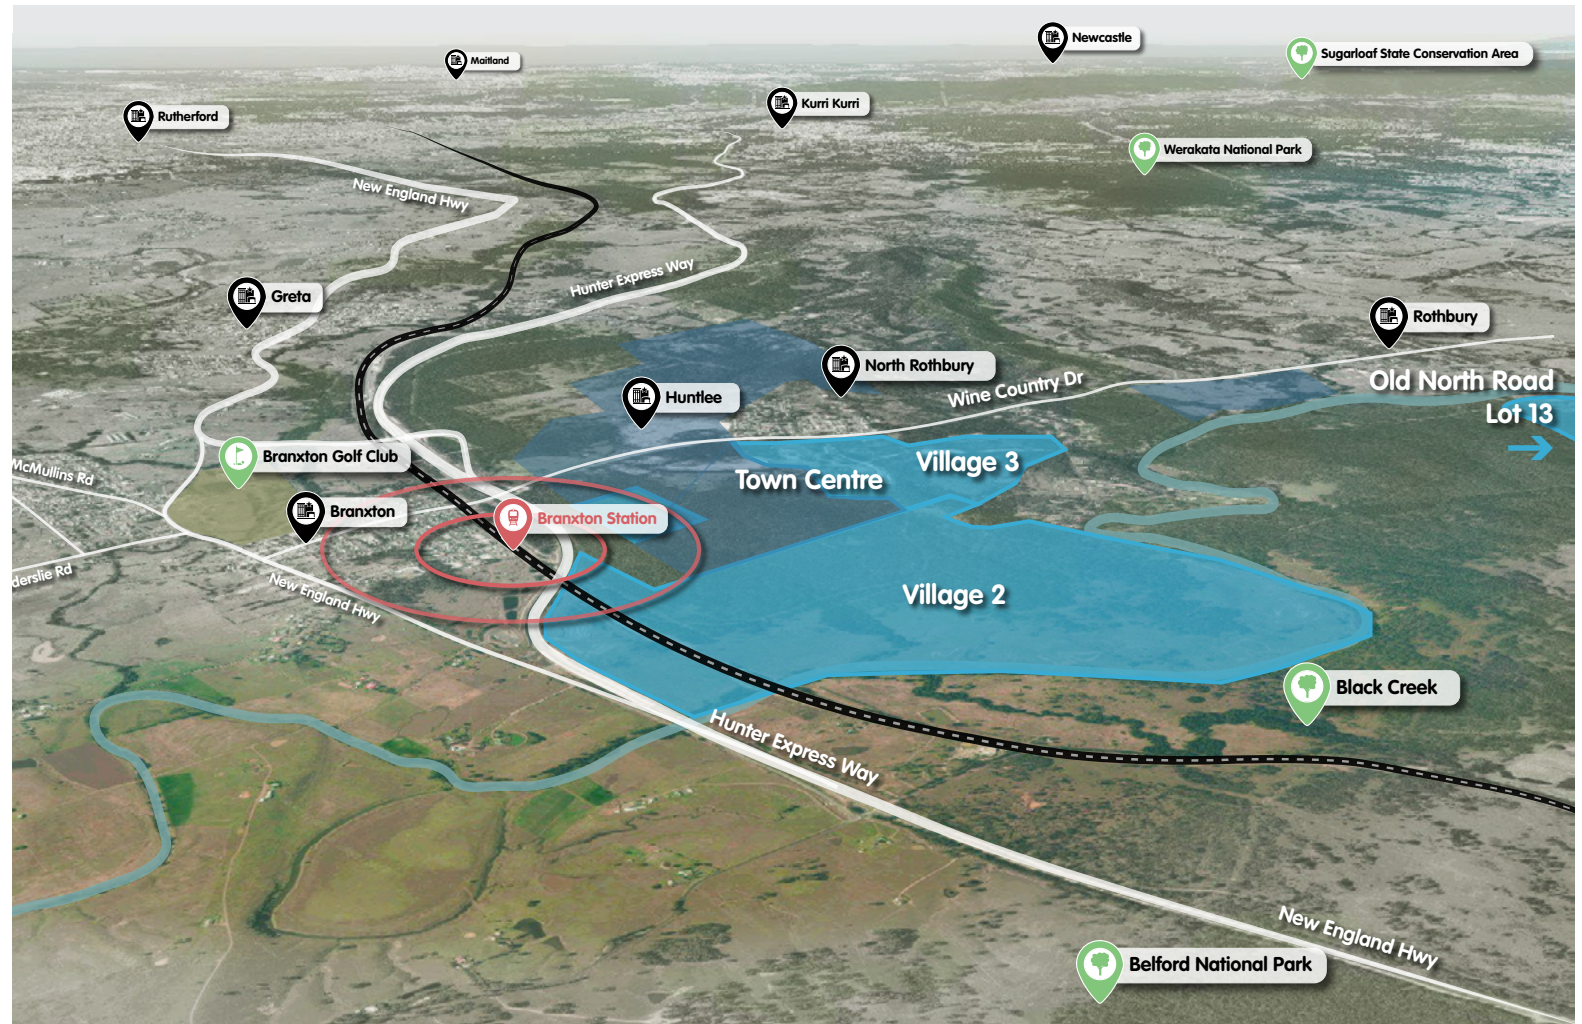 Newcastle
Sugarloaf State Conservation Area
Maitland
Kurri Kurri
Rutherford
Werakata National Park
New England Hwy
Hunter Express Way
Greta
Rothbury
North Rothbury
Old North Road
Lot 13
Wine Country Dr
Huntlee
Branxton Golf Club
Village 3
McMullins Rd
Town Centre
Branxton
Branxton Station
derslie Rd
New England Hwy
Village 2
Black Creek
Hunter Express Way
New England Hwy
Belford National Park